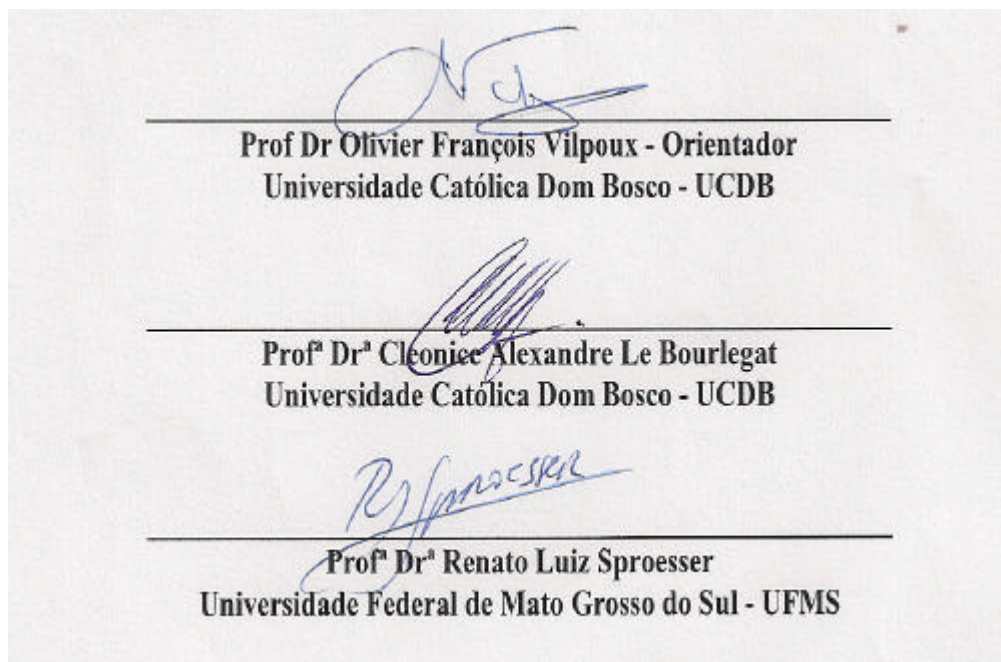 Prof Dr Olivier François Vilpoux - Orientador
Universidade Católica Dom Bosco - UCDB
Profª Drª Cleonice Alexandre Le Bourlegat
Universidade Católica Dom Bosco - UCDB
RLSproesser
Profª Drª Renato Luiz Sproesser
Universidade Federal de Mato Grosso do Sul - UFMS